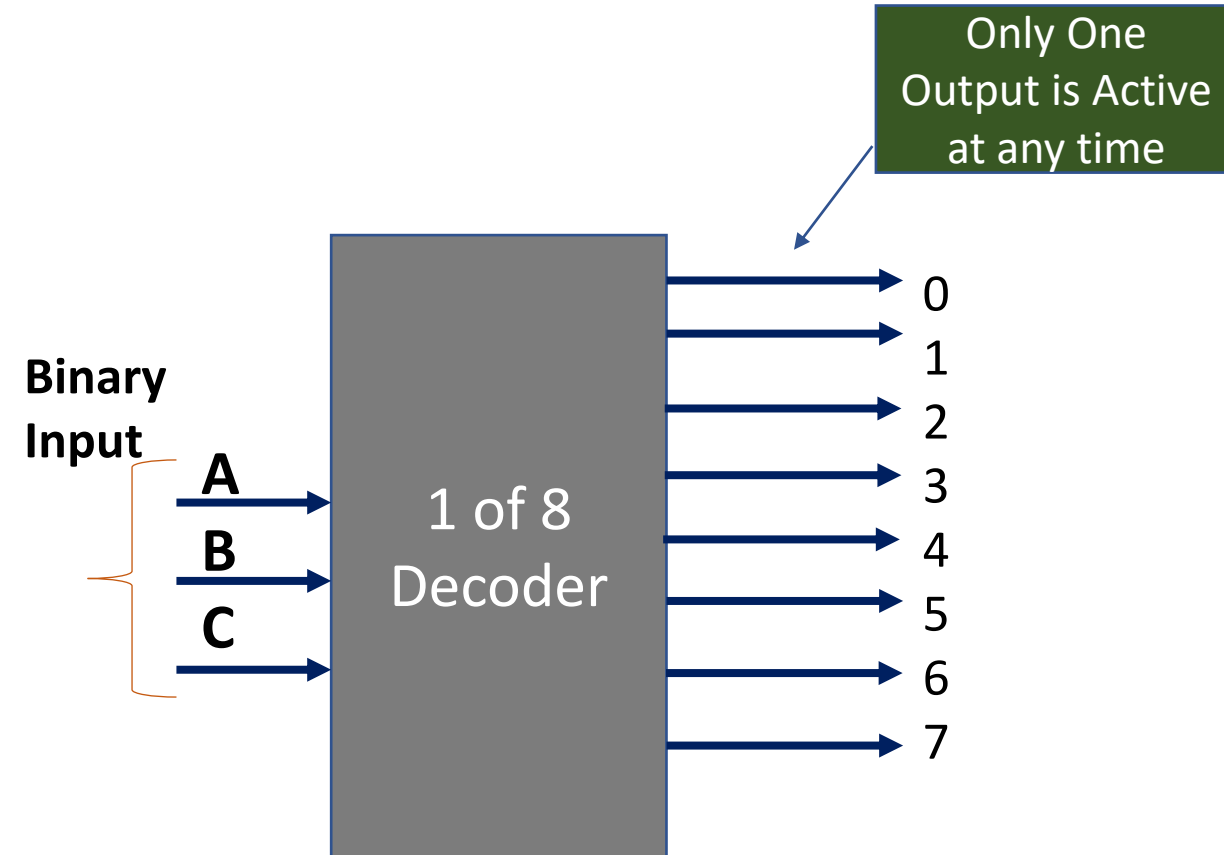 Only One
Output is Active
at any time
Binary
Input
A
B
C
1 of 8
Decoder
0
1
2
3
4
5
6
7